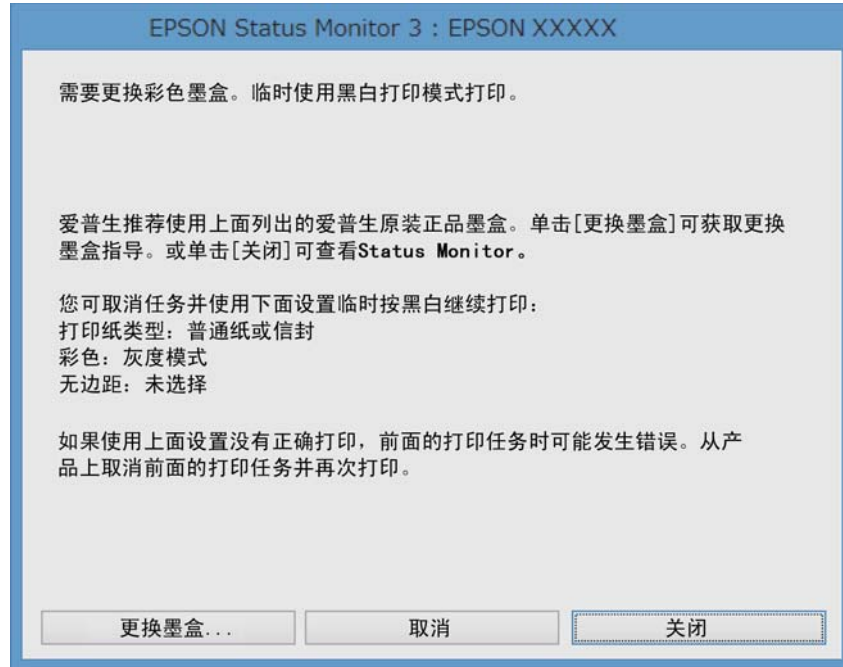 EPSON Status Monitor 3 : EPSON XXXXX
需要更换彩色墨盒。临时使用黑白打印模式打印。
爱普生推荐使用上面列出的爱普生原装正品墨盒。单击[更换墨盒]可获取更换
墨盒指导。或单击[关闭]可查看Status Monitor。
您可取消任务并使用下面设置临时按黑白继续打印:
打印纸类型: 普通纸或信封
彩色: 灰度模式
无边距: 未选择
如果使用上面设置没有正确打印, 前面的打印任务时可能发生错误。从产
品上取消前面的打印任务并再次打印。
更换墨盒...
取消
关闭